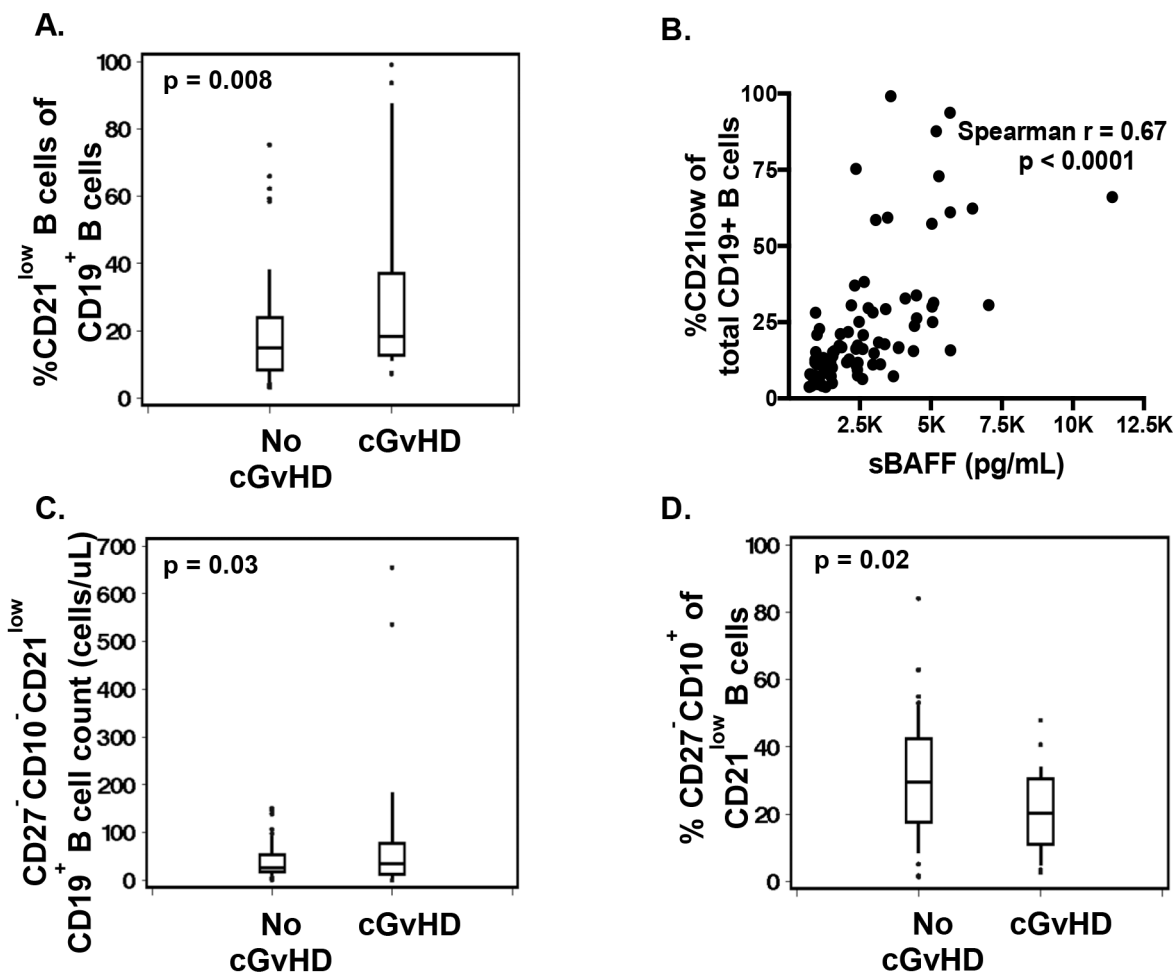 A.
p = 0.008
%CD21low B cells of
CD19+ B cells
100
80
60
40
20
0
No
cGvHD
cGvHD
B.
Spearman r = 0.67
p < 0.0001
%CD21low of
total CD19+ B cells
100
75
50
25
0
2.5K 5K 7.5K 10K 12.5K
sBAFF (pg/mL)
C.
p = 0.03
CD27-CD10-CD21low
CD19+ B cell count (cells/uL)
700
600
500
400
300
200
100
0
No
cGvHD
cGvHD
D.
p = 0.02
% CD27-CD10+ of
CD21low B cells
100
80
60
40
20
0
No
cGvHD
cGvHD